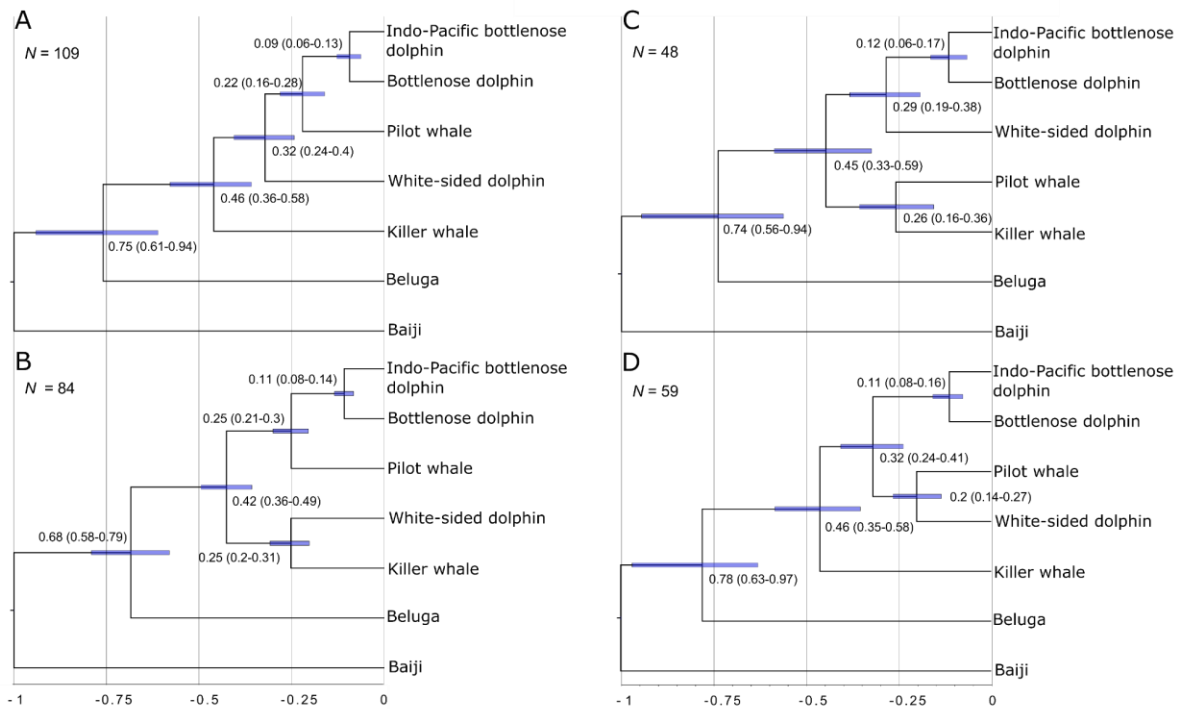 A
N = 109
Indo-Pacific bottlenose
dolphin
0.09 (0.06-0.13)
Bottlenose dolphin
0.22 (0.16-0.28)
Pilot whale
0.32 (0.24-0.4)
White-sided dolphin
0.46 (0.36-0.58)
Killer whale
0.75 (0.61-0.94)
Beluga
Baiji
B
N = 84
Indo-Pacific bottlenose
dolphin
0.11 (0.08-0.14)
Bottlenose dolphin
0.25 (0.21-0.3)
Pilot whale
0.42 (0.36-0.49)
White-sided dolphin
0.25 (0.2-0.31)
0.68 (0.58-0.79)
Killer whale
Beluga
Baiji
-1 -0.75 -0.5 -0.25 0
C
N = 48
Indo-Pacific bottlenose
dolphin
0.12 (0.06-0.17)
Bottlenose dolphin
0.29 (0.19-0.38)
White-sided dolphin
0.45 (0.33-0.59)
Pilot whale
0.26 (0.16-0.36)
0.74 (0.56-0.94)
Killer whale
Beluga
Baiji
D
N = 59
Indo-Pacific bottlenose
dolphin
0.11 (0.08-0.16)
Bottlenose dolphin
0.32 (0.24-0.41)
Pilot whale
0.2 (0.14-0.27)
White-sided dolphin
0.46 (0.35-0.58)
Killer whale
0.78 (0.63-0.97)
Beluga
Baiji
-1 -0.75 -0.5 -0.25 0